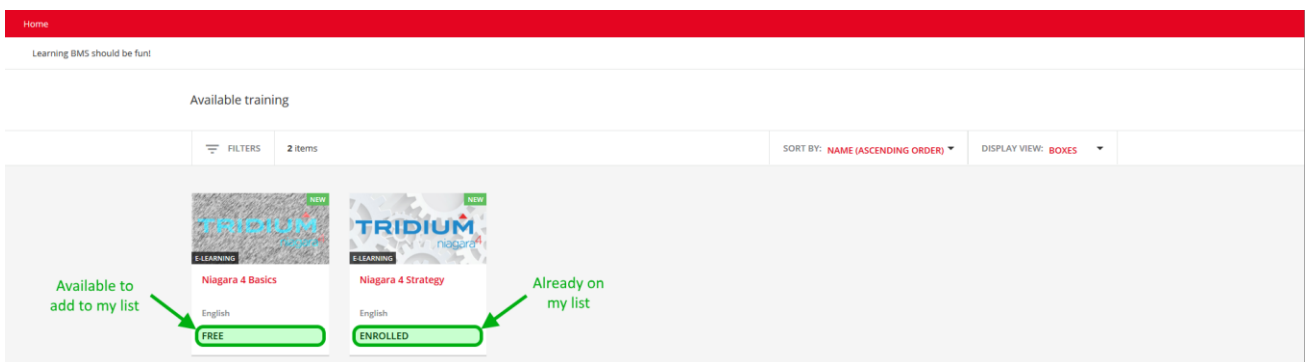 Home
Learning BMS should be fun!
Available training
FILTERS 2 items SORT BY: NAME (ASCENDING ORDER) DISPLAY VIEW: BOXES
NEW
TRIDIUM
niagara4
E-LEARNING
Niagara 4 Basics
English
FREE
NEW
TRIDIUM
niagara4
E-LEARNING
Niagara 4 Strategy
English
ENROLLED
Available to
add to my list
Already on
my list